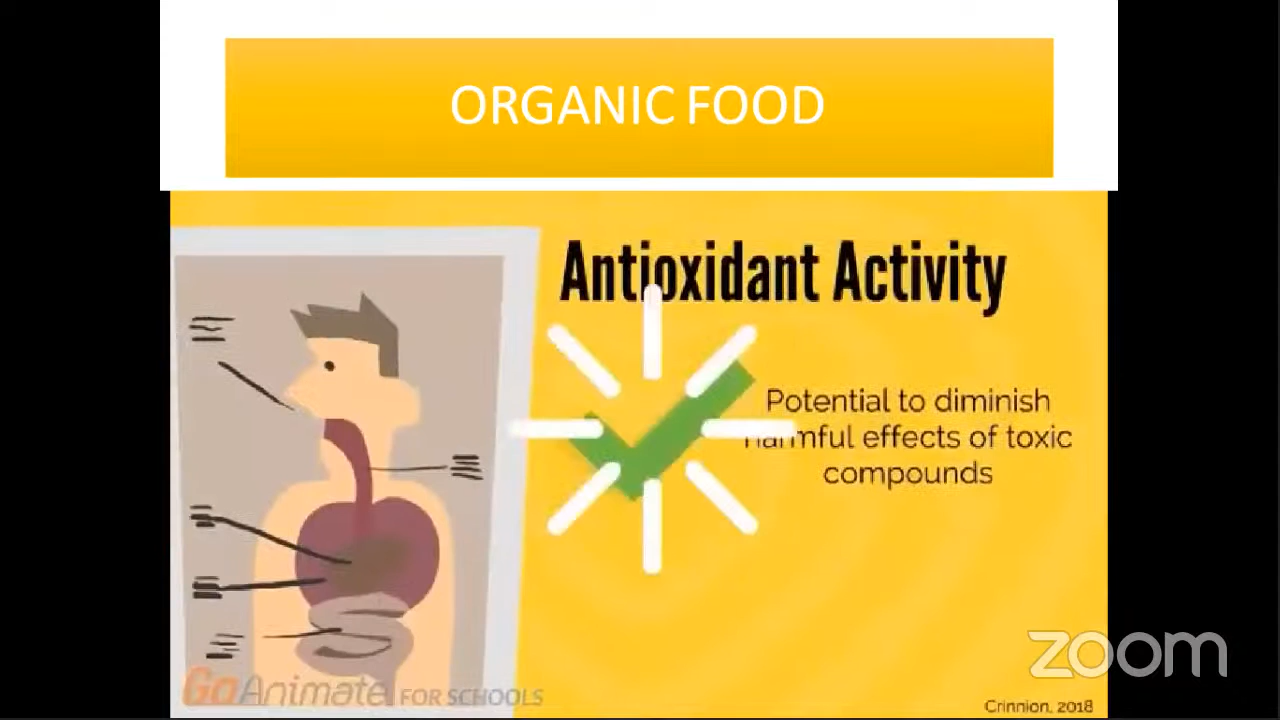 ORGANIC FOOD
Antioxidant Activity
Potential to diminish
harmful effects of toxic
compounds
zoom
GoAnimate FOR SCHOOLS
Crinnion, 2018